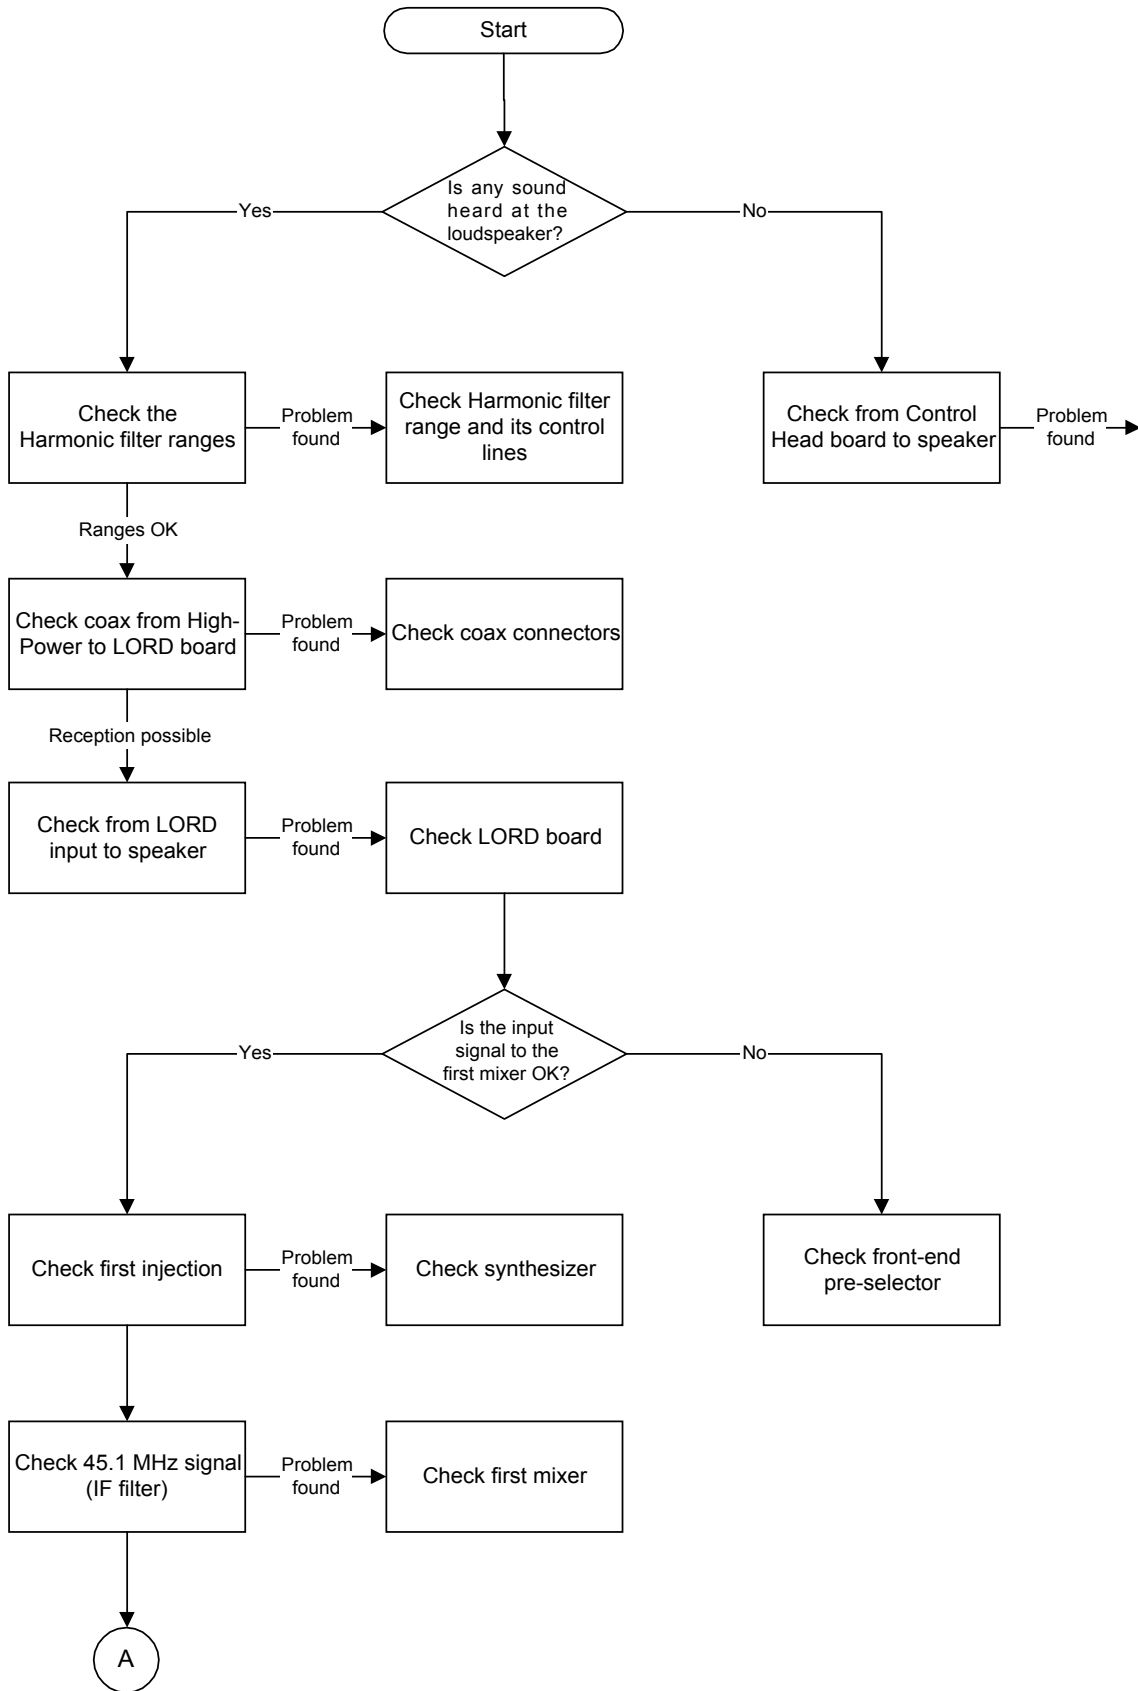 Start
Is any sound
heard at the
loudspeaker?
Yes
No
Check the
Harmonic filter ranges
Problem
found
Check Harmonic filter
range and its control
lines
Check from Control
Head board to speaker
Problem
found
Ranges OK
Check coax from High-
Power to LORD board
Problem
found
Check coax connectors
Reception possible
Check from LORD
input to speaker
Problem
found
Check LORD board
Is the input
signal to the
first mixer OK?
Yes
No
Check first injection
Problem
found
Check synthesizer
Check front-end
pre-selector
Check 45.1 MHz signal
(IF filter)
Problem
found
Check first mixer
A